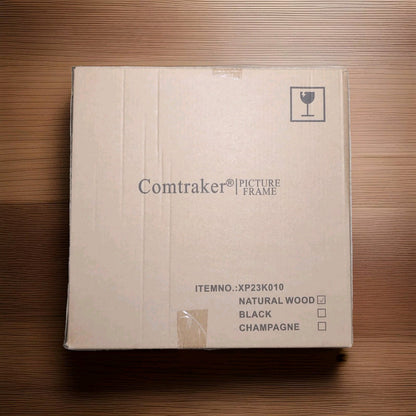 Comtraker®|PICTURE
FRAME
ITEMNO.:XP23K010
NATURAL WOOD ☑
BLACK ☐
CHAMPAGNE ☐